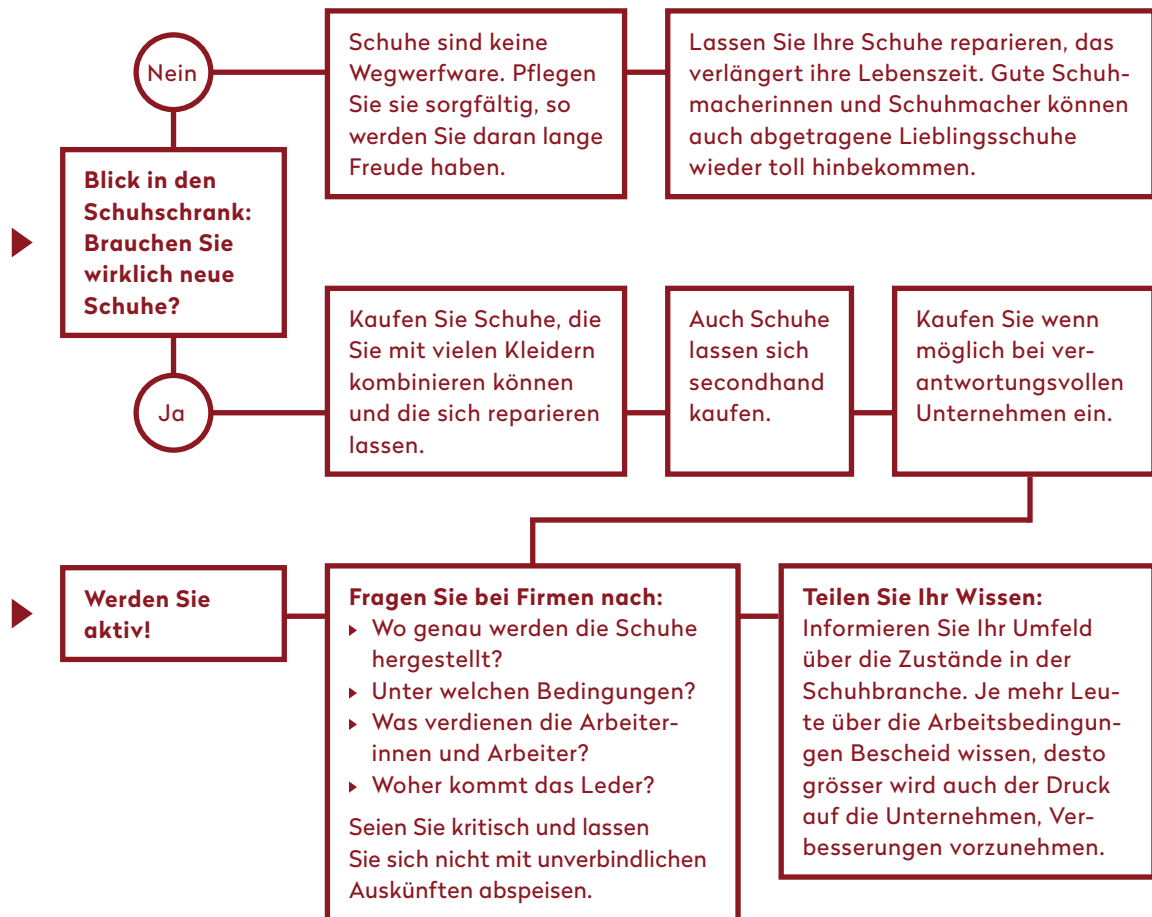 Nein
Schuhe sind keine
Wegwerfware. Pflegen
Sie sie sorgfältig, so
werden Sie daran lange
Freude haben.
Lassen Sie Ihre Schuhe reparieren, das
verlängert ihre Lebenszeit. Gute Schuh-
macherinnen und Schuhmacher können
auch abgetragene Lieblingsschuhe
wieder toll hinbekommen.
Blick in den
Schuhschrank:
Brauchen Sie
wirklich neue
Schuhe?
Ja
Kaufen Sie Schuhe, die
Sie mit vielen Kleidern
kombinieren können
und die sich reparieren
lassen.
Auch Schuhe
lassen sich
secondhand
kaufen.
Kaufen Sie wenn
möglich bei ver-
antwortungsvollen
Unternehmen ein.
Werden Sie
aktiv!
Fragen Sie bei Firmen nach:
▸ Wo genau werden die Schuhe
hergestellt?
▸ Unter welchen Bedingungen?
▸ Was verdienen die Arbeiter-
innen und Arbeiter?
▸ Woher kommt das Leder?
Seien Sie kritisch und lassen
Sie sich nicht mit unverbindlichen
Auskünften abspeisen.
Teilen Sie Ihr Wissen:
Informieren Sie Ihr Umfeld
über die Zustände in der
Schuhbranche. Je mehr Leu-
te über die Arbeitsbedingun-
gen Bescheid wissen, desto
grösser wird auch der Druck
auf die Unternehmen, Ver-
besserungen vorzunehmen.